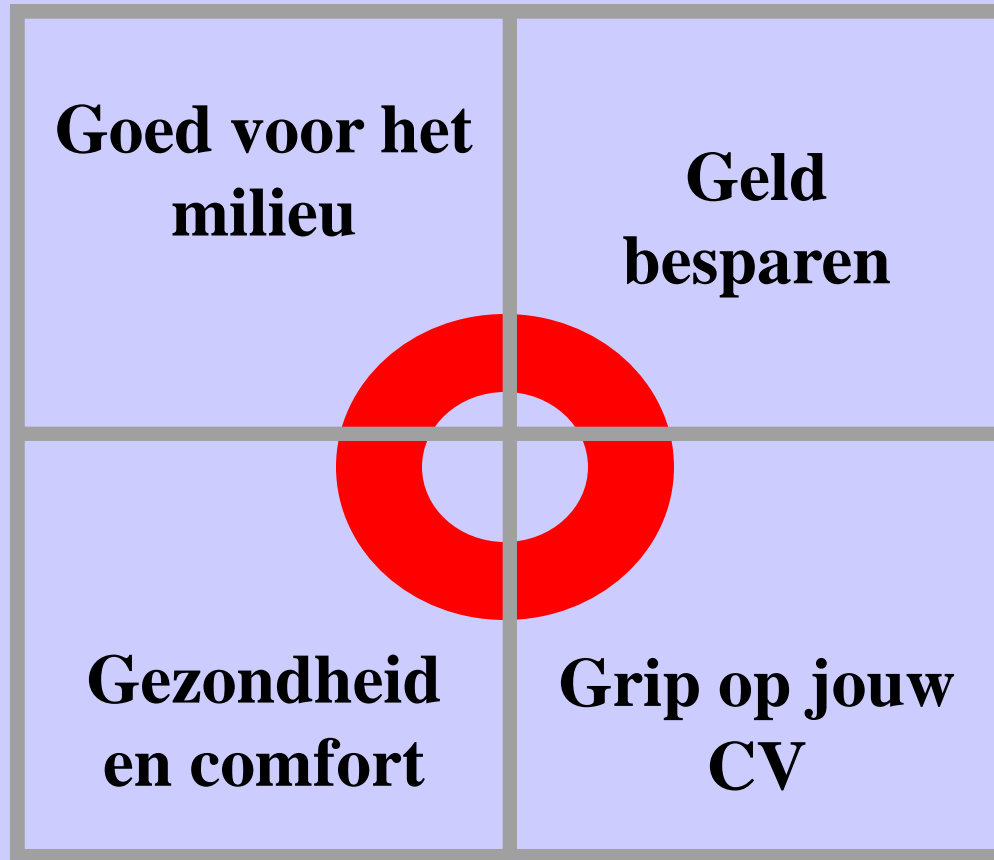 Goed voor het
milieu
Geld
besparen
Gezondheid
en comfort
Grip op jouw
CV